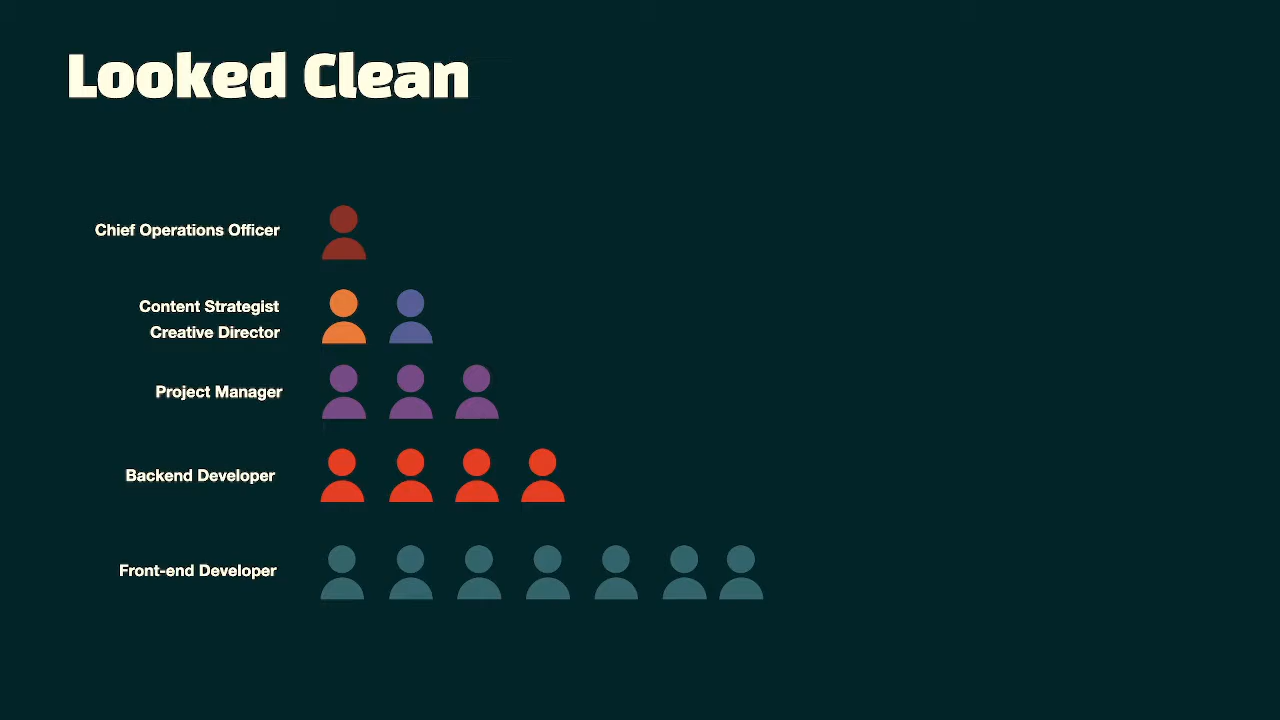 Looked Clean
Chief Operations Officer
Content Strategist
Creative Director
Project Manager
Backend Developer
Front-end Developer